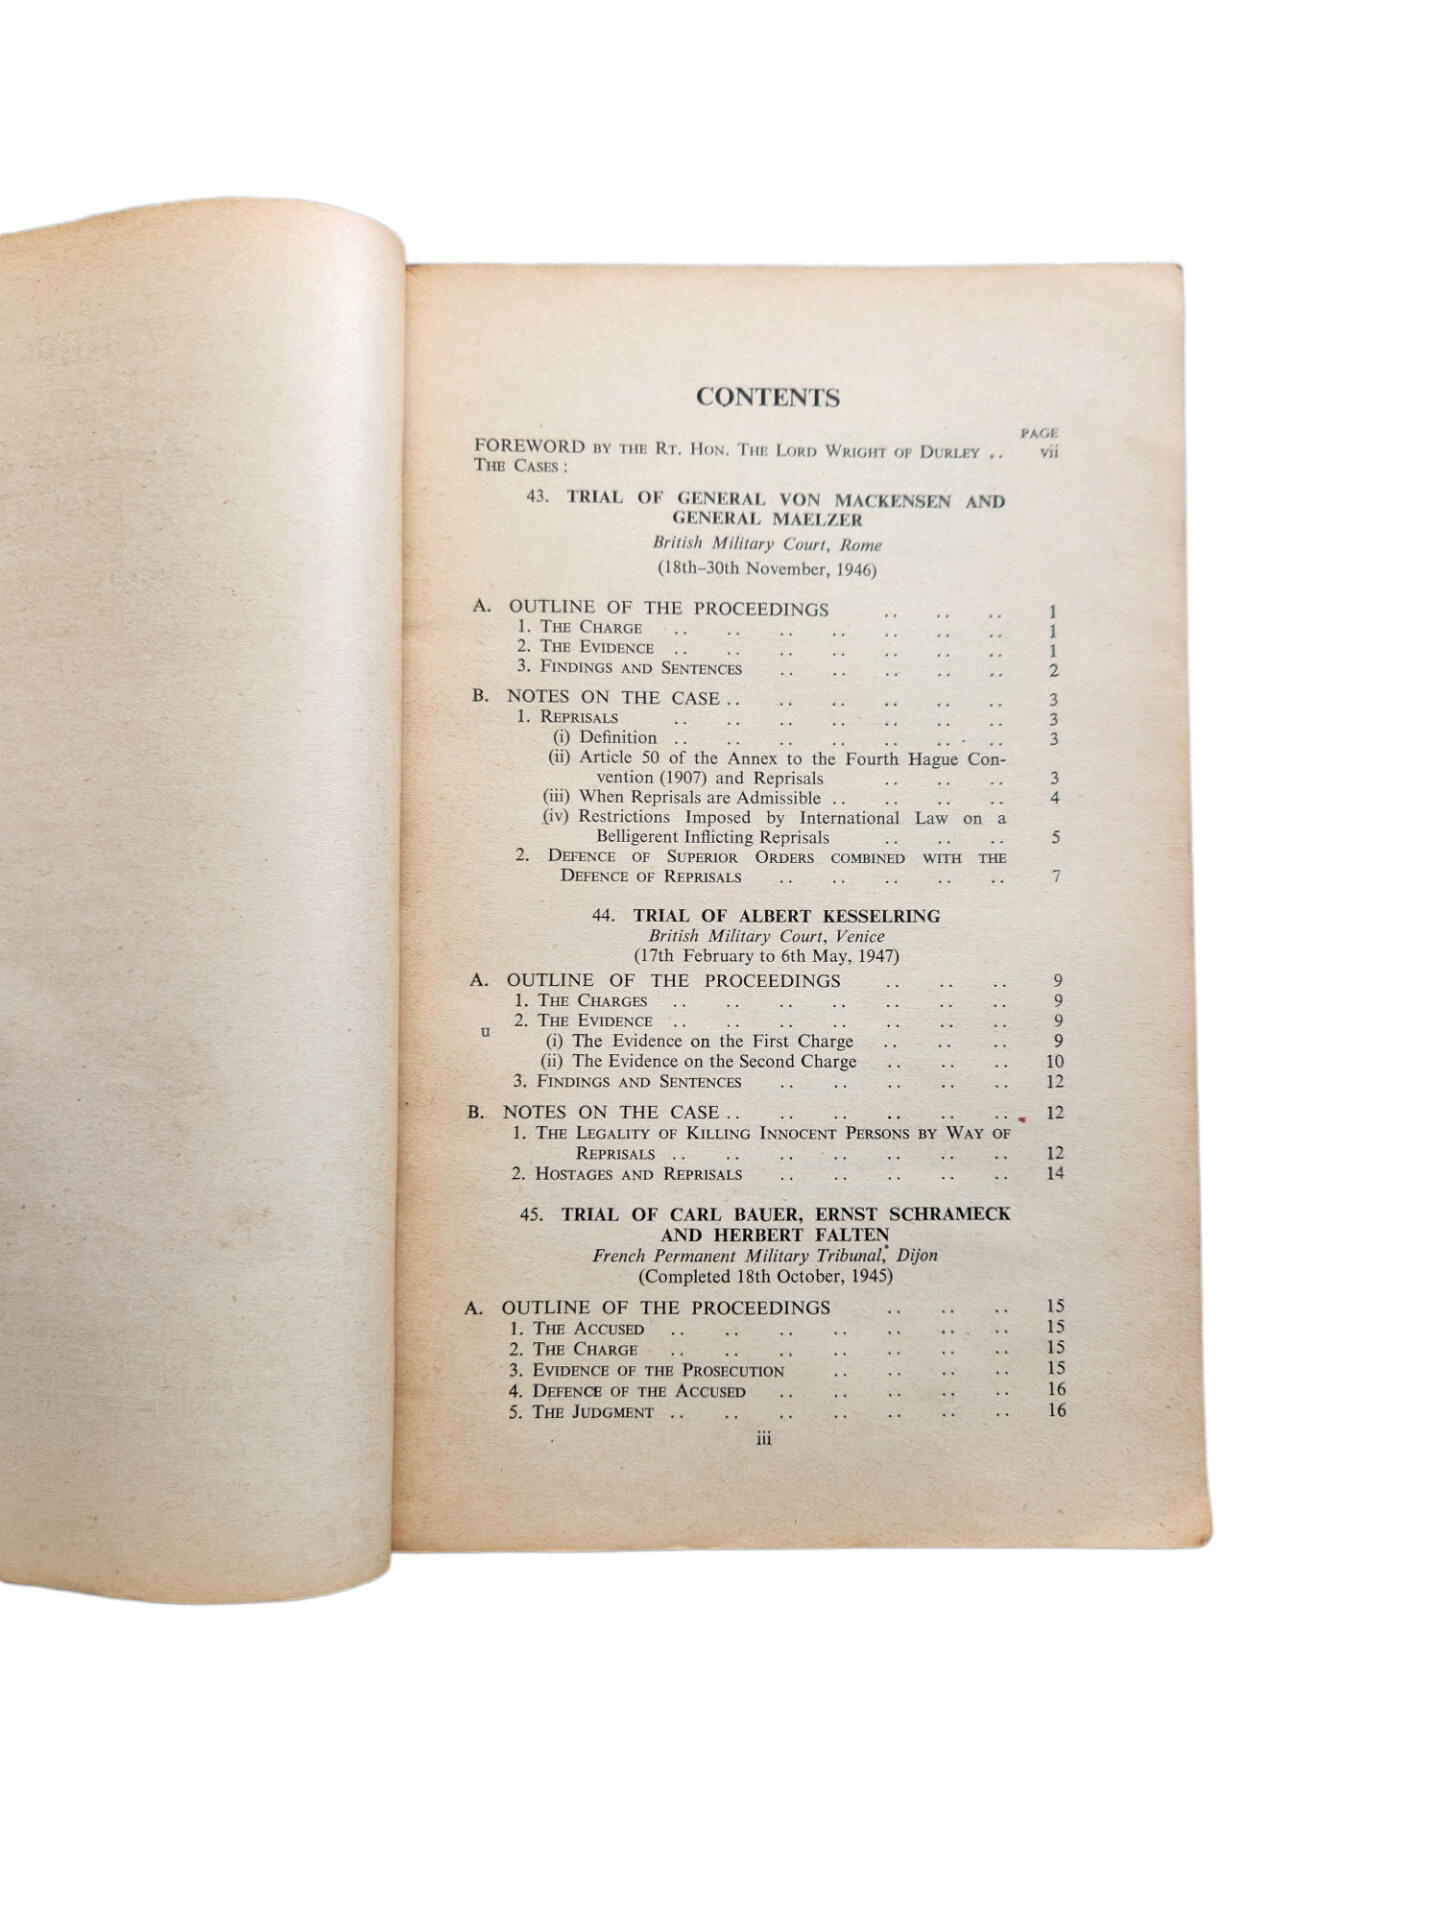 CONTENTS
PAGE
FOREWORD BY THE RT. HON. THE LORD WRIGHT OF DURLEY .. vii
THE CASES :
43. TRIAL OF GENERAL VON MACKENSEN AND
GENERAL MAELZER
British Military Court, Rome
(18th–30th November, 1946)
A. OUTLINE OF THE PROCEEDINGS .. .. .. 1
1. THE CHARGE .. .. .. .. .. .. .. 1
2. THE EVIDENCE .. .. .. .. .. .. .. 1
3. FINDINGS AND SENTENCES .. .. .. .. .. 2
B. NOTES ON THE CASE .. .. .. .. .. .. 3
1. REPRISALS .. .. .. .. .. .. .. 3
(i) Definition .. .. .. .. .. .. .. 3
(ii) Article 50 of the Annex to the Fourth Hague Con-
vention (1907) and Reprisals .. .. .. 3
(iii) When Reprisals are Admissible .. .. .. .. 4
(iv) Restrictions Imposed by International Law on a
Belligerent Inflicting Reprisals .. .. .. 5
2. DEFENCE OF SUPERIOR ORDERS COMBINED WITH THE
DEFENCE OF REPRISALS .. .. .. .. .. 7
44. TRIAL OF ALBERT KESSELRING
British Military Court, Venice
(17th February to 6th May, 1947)
A. OUTLINE OF THE PROCEEDINGS .. .. .. 9
1. THE CHARGES .. .. .. .. .. .. .. 9
2. THE EVIDENCE .. .. .. .. .. .. .. 9
u
(i) The Evidence on the First Charge .. .. .. 9
(ii) The Evidence on the Second Charge .. .. .. 10
3. FINDINGS AND SENTENCES .. .. .. .. .. 12
B. NOTES ON THE CASE .. .. .. .. .. .. 12
1. THE LEGALITY OF KILLING INNOCENT PERSONS BY WAY OF
REPRISALS .. .. .. .. .. .. .. 12
2. HOSTAGES AND REPRISALS .. .. .. .. .. 14
45. TRIAL OF CARL BAUER, ERNST SCHRAMECK
AND HERBERT FALTEN
French Permanent Military Tribunal, Dijon
(Completed 18th October, 1945)
A. OUTLINE OF THE PROCEEDINGS .. .. .. 15
1. THE ACCUSED .. .. .. .. .. .. .. 15
2. THE CHARGE .. .. .. .. .. .. .. 15
3. EVIDENCE OF THE PROSECUTION .. .. .. .. 15
4. DEFENCE OF THE ACCUSED .. .. .. .. .. 16
5. THE JUDGMENT .. .. .. .. .. .. .. 16
iii